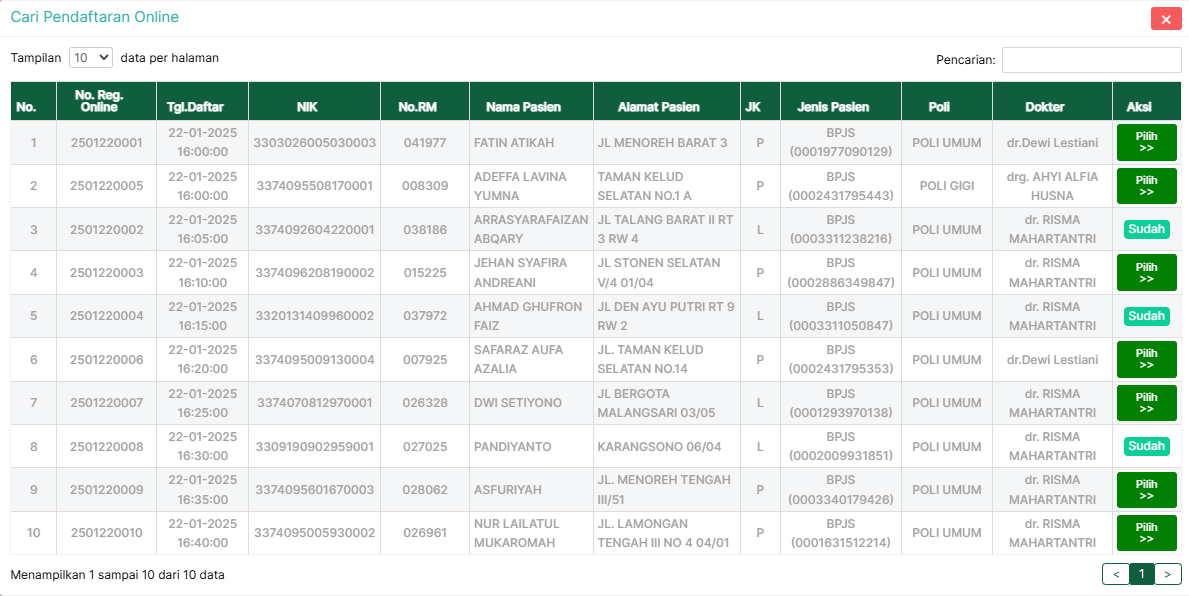 Cari Pendaftaran Online
×
Tampilan 10 data per halaman
Pencarian:
No. No. Reg. Online Tgl.Daftar NIK No.RM Nama Pasien Alamat Pasien JK Jenis Pasien Poli Dokter Aksi
1 2501220001 22-01-2025 16:00:00 3303026005030003 041977 FATIN ATIKAH JL MENOREH BARAT 3 P BPJS (0001977090129) POLI UMUM dr.Dewi Lestiani Pilih >>
2 2501220005 22-01-2025 16:00:00 3374095508170001 008309 ADEFFA LAVINA YUMNA TAMAN KELUD SELATAN NO.1 A P BPJS (0002431795443) POLI GIGI drg. AHYI ALFIA HUSNA Pilih >>
3 2501220002 22-01-2025 16:05:00 3374092604220001 038186 ARRASYARAFAIZAN ABQARY JL TALANG BARAT II RT 3 RW 4 L BPJS (0003311238216) POLI UMUM dr. RISMA MAHARTANTRI Sudah
4 2501220003 22-01-2025 16:10:00 3374096208190002 015225 JEHAN SYAFIRA ANDREANI JL STONEN SELATAN V/4 01/04 P BPJS (0002886349847) POLI UMUM dr. RISMA MAHARTANTRI Pilih >>
5 2501220004 22-01-2025 16:15:00 3320131409960002 037972 AHMAD GHUFRON FAIZ JL DEN AYU PUTRI RT 9 RW 2 L BPJS (0003311050847) POLI UMUM dr. RISMA MAHARTANTRI Sudah
6 2501220006 22-01-2025 16:20:00 3374095009130004 007925 SAFARAZ AUFA AZALIA JL. TAMAN KELUD SELATAN NO.14 P BPJS (0002431795353) POLI UMUM dr.Dewi Lestiani Pilih >>
7 2501220007 22-01-2025 16:25:00 3374070812970001 026328 DWI SETIYONO JL BERGOTA MALANGSARI 03/05 L BPJS (0001293970138) POLI UMUM dr. RISMA MAHARTANTRI Pilih >>
8 2501220008 22-01-2025 16:30:00 3309190902959001 027025 PANDIYANTO KARANGSONO 06/04 L BPJS (0002009931851) POLI UMUM dr. RISMA MAHARTANTRI Sudah
9 2501220009 22-01-2025 16:35:00 3374095601670003 028062 ASFURIYAH JL. MENOREH TENGAH III/51 P BPJS (0003340179426) POLI UMUM dr. RISMA MAHARTANTRI Pilih >>
10 2501220010 22-01-2025 16:40:00 3374095005930002 026961 NUR LAILATUL MUKAROMAH JL. LAMONGAN TENGAH III NO 4 04/01 P BPJS (0001631512214) POLI UMUM dr. RISMA MAHARTANTRI Pilih >>
Menampilkan 1 sampai 10 dari 10 data
< 1 >